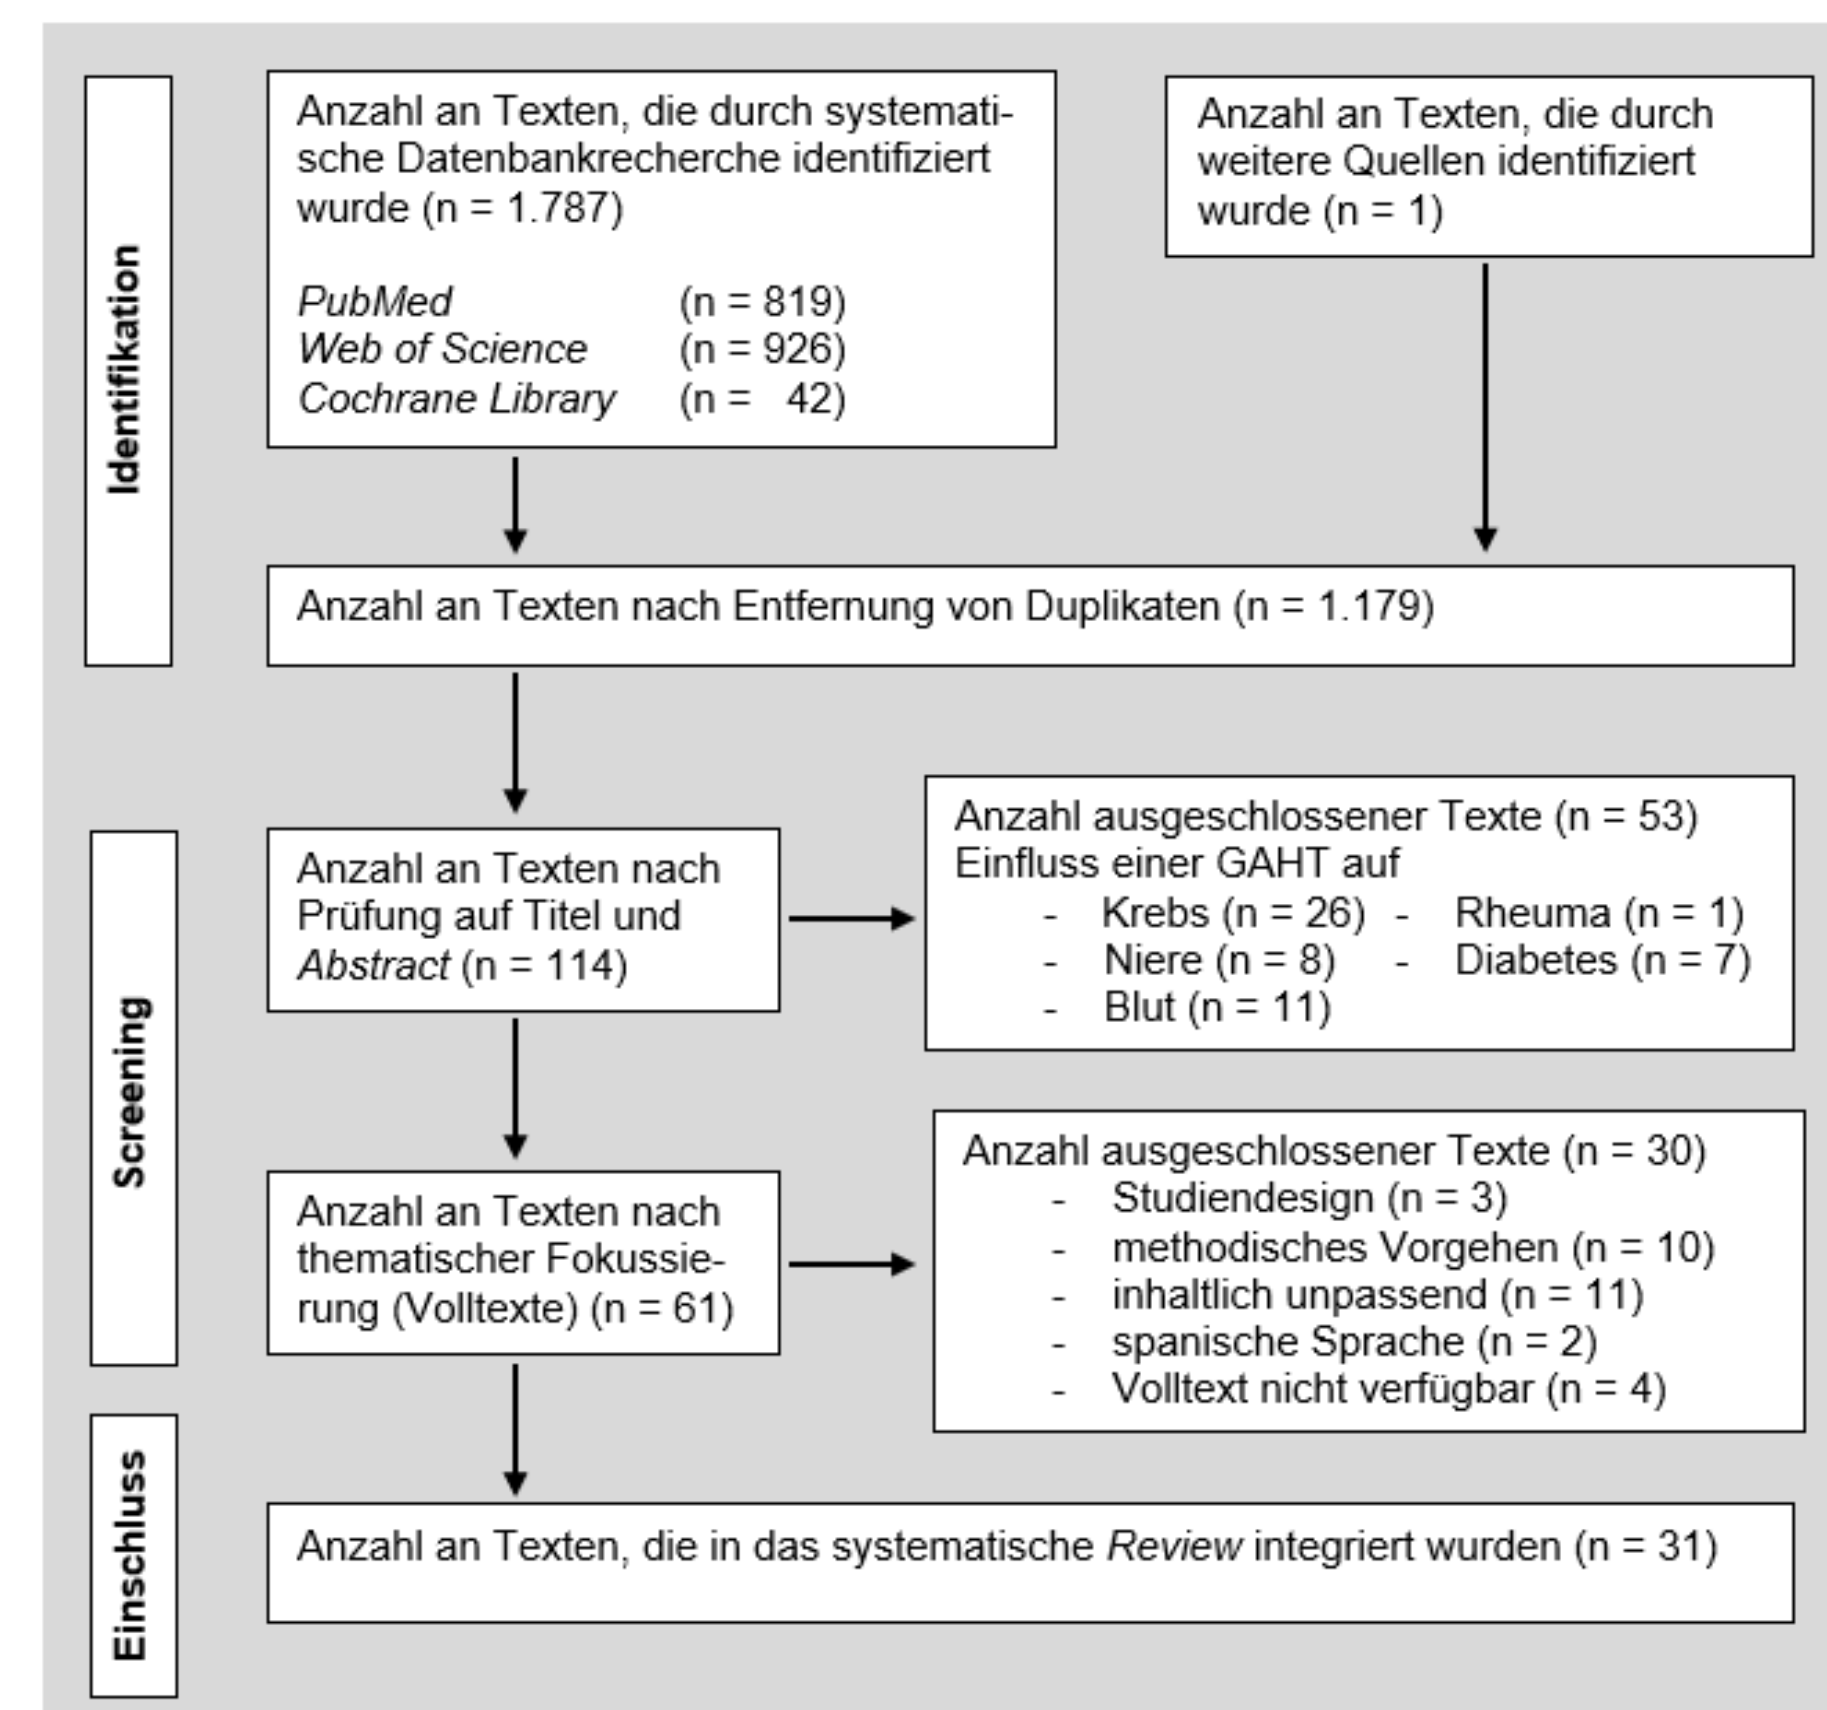 Identifikation
Anzahl an Texten, die durch systemati-
sche Datenbankrecherche identifiziert
wurde (n = 1.787)
PubMed (n = 819)
Web of Science (n = 926)
Cochrane Library (n = 42)
Anzahl an Texten, die durch
weitere Quellen identifiziert
wurde (n = 1)
Anzahl an Texten nach Entfernung von Duplikaten (n = 1.179)
Screening
Anzahl an Texten nach
Prüfung auf Titel und
Abstract (n = 114)
Anzahl ausgeschlossener Texte (n = 53)
Einfluss einer GAHT auf
- Krebs (n = 26) - Rheuma (n = 1)
- Niere (n = 8) - Diabetes (n = 7)
- Blut (n = 11)
Anzahl an Texten nach
thematischer Fokussie-
rung (Volltexte) (n = 61)
Anzahl ausgeschlossener Texte (n = 30)
- Studiendesign (n = 3)
- methodisches Vorgehen (n = 10)
- inhaltlich unpassend (n = 11)
- spanische Sprache (n = 2)
- Volltext nicht verfügbar (n = 4)
Einschluss
Anzahl an Texten, die in das systematische Review integriert wurden (n = 31)